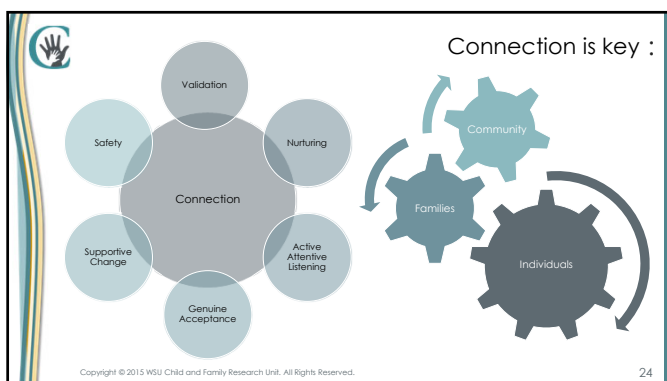 Connection is key :
Validation
Safety
Nurturing
Connection
Supportive
Change
Active
Attentive
Listening
Genuine
Acceptance
Community
Families
Individuals
Copyright © 2015 WSU Child and Family Research Unit. All Rights Reserved.
24